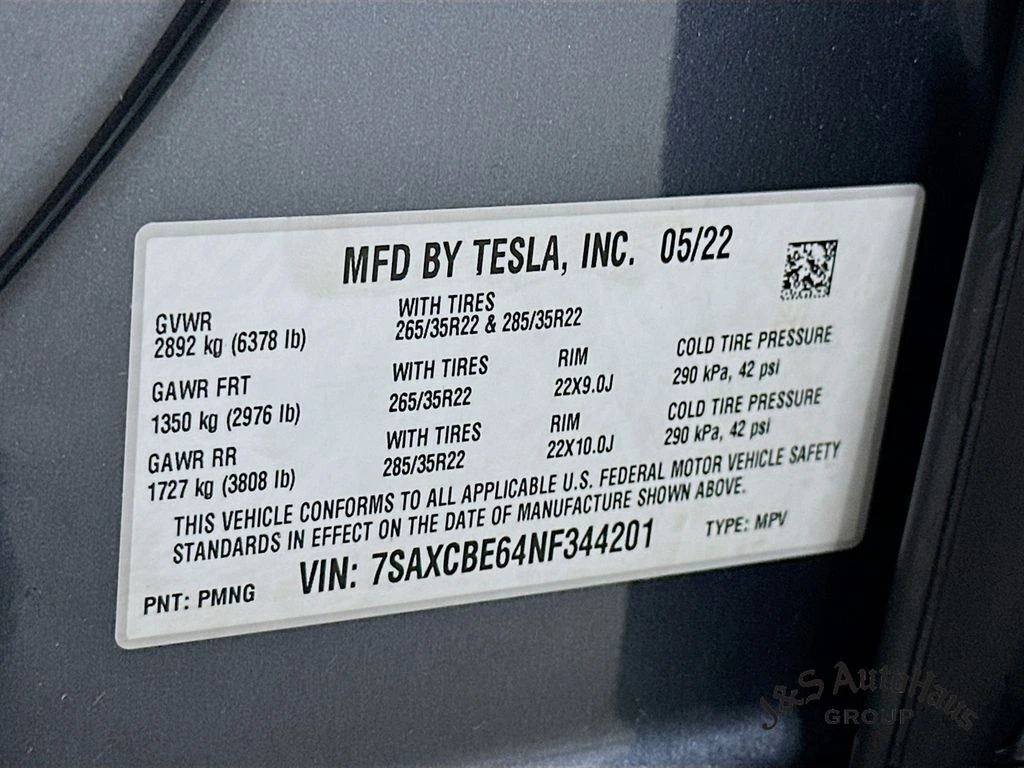 MFD BY TESLA, INC. 05/22
GVWR
2892 kg (6378 lb)
WITH TIRES
265/35R22 & 285/35R22
GAWR FRT
1350 kg (2976 lb)
WITH TIRES
265/35R22
RIM
22X9.0J
COLD TIRE PRESSURE
290 kPa, 42 psi
GAWR RR
1727 kg (3808 lb)
WITH TIRES
285/35R22
RIM
22X10.0J
COLD TIRE PRESSURE
290 kPa, 42 psi
THIS VEHICLE CONFORMS TO ALL APPLICABLE U.S. FEDERAL MOTOR VEHICLE SAFETY
STANDARDS IN EFFECT ON THE DATE OF MANUFACTURE SHOWN ABOVE.
PNT: PMNG VIN: 7SAXCBE64NF344201 TYPE: MPV
J&S AutoHaus
GROUP